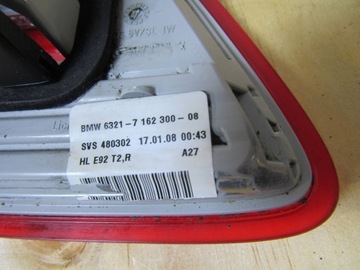 BMW 6321-7 162 300-08
SVS 480302 17.01.08 00:43
HL E92 T2,R A27